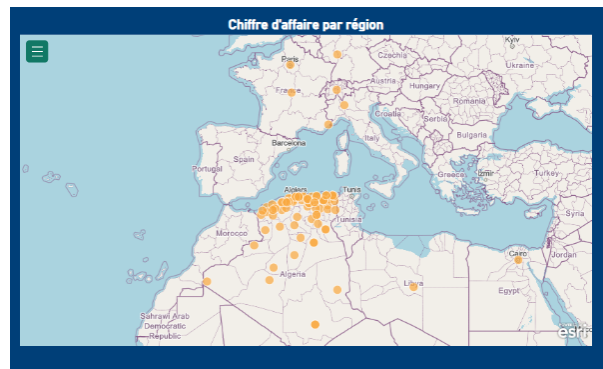 Chiffre d'affaire par région
Kyiv
Paris
Czechia
Ukraine
Austria
Hungary
France
Romania
Croatia
Serbia
Italy
Bulgaria
Barcelona
Spain
Portugal
Greece
Izmir
Turkey
Algiers
Tunis
Syria
Tunisia
Morocco
Cairo
Jordan
Algeria
Libya
Egypt
Sahrawi Arab
Democratic
Republic
esri